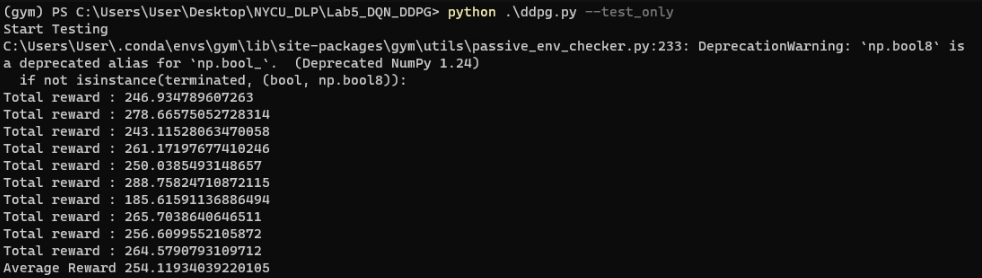 (gym) PS C:\Users\User\Desktop\NYCU_DLP\Lab5_DQN_DDPG> python .\ddpg.py --test_only
Start Testing
C:\Users\User\.conda\envs\gym\lib\site-packages\gym\utils\passive_env_checker.py:233: DeprecationWarning: `np.bool8` is
a deprecated alias for `np.bool_`.  (Deprecated NumPy 1.24)
  if not isinstance(terminated, (bool, np.bool8)):
Total reward : 246.934789607263
Total reward : 278.66575052728314
Total reward : 243.11528063470058
Total reward : 261.17197677410246
Total reward : 250.0385493148657
Total reward : 288.75824710872115
Total reward : 185.61591136886494
Total reward : 265.7038640646511
Total reward : 256.6099552105872
Total reward : 264.5790793109712
Average Reward 254.11934039220105